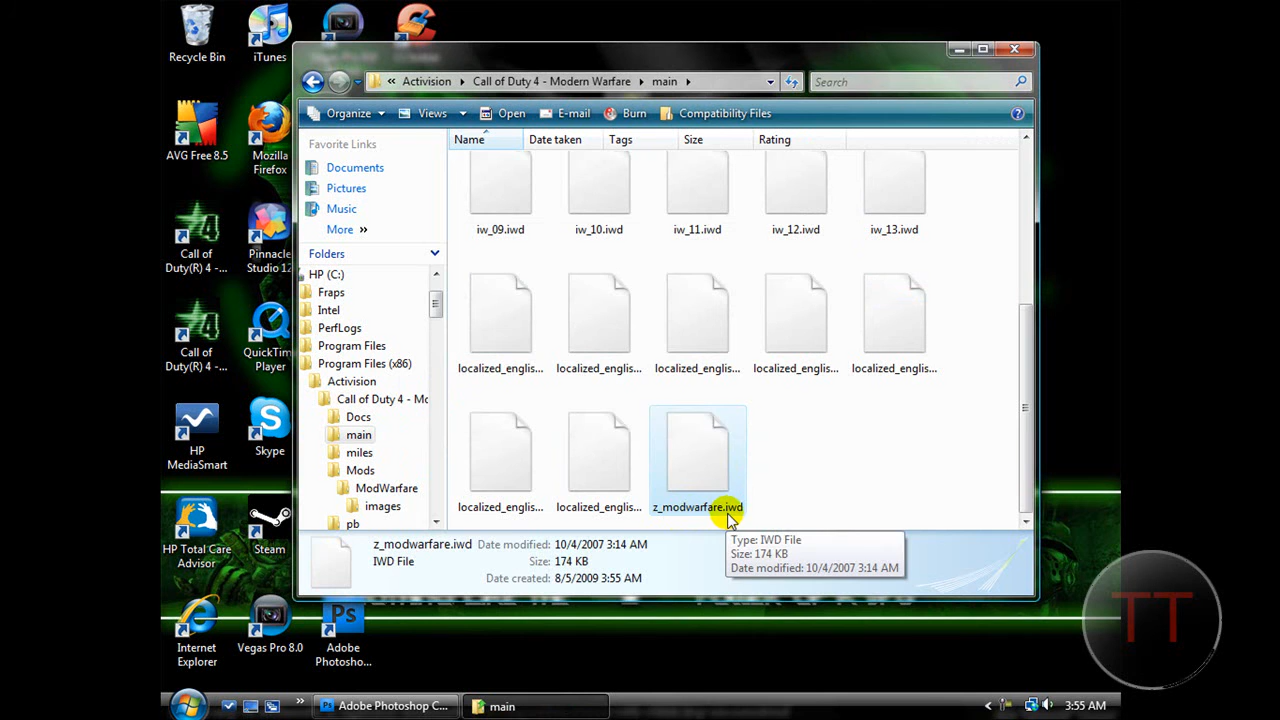 Recycle Bin
iTunes
AVG Free 8.5
Mozilla
Firefox
Call of
Duty(R) 4 -...
Pinnacle
Studio 12
Call of
Duty(R) 4 -...
QuickTim
Player
HP
MediaSmart
Skype
HP Total Care
Advisor
Steam
Internet
Explorer
Vegas Pro 8.0
Ps
Adobe
Photosho...
« Activision Call of Duty 4 - Modern Warfare main
Search
Organize Views Open E-mail Burn Compatibility Files
Favorite Links
Documents
Pictures
Music
More »
Folders
HP (C:)
Fraps
Intel
PerfLogs
Program Files
Program Files (x86)
Activision
Call of Duty 4 - Mc
Docs
main
miles
Mods
ModWarfare
images
pb
Name Date taken Tags Size Rating
iw_09.iwd iw_10.iwd iw_11.iwd iw_12.iwd iw_13.iwd
localized_englis... localized_englis... localized_englis... localized_englis... localized_englis...
localized_englis... localized_englis... z_modwarfare.iwd
Type: IWD File
Size: 174 KB
Date modified: 10/4/2007 3:14 AM
z_modwarfare.iwd Date modified: 10/4/2007 3:14 AM
IWD File Size: 174 KB
Date created: 8/5/2009 3:55 AM
TT
Ps Adobe Photoshop C... main 3:55 AM